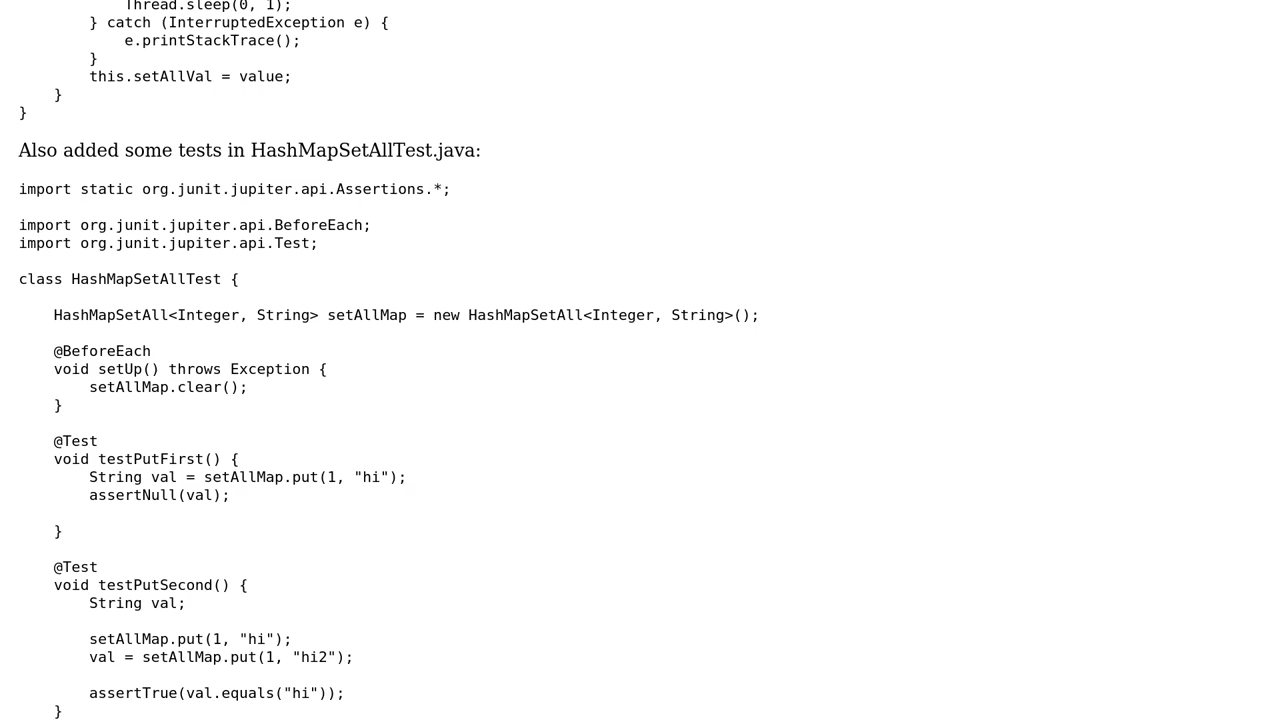 Thread.sleep(0, 1);
} catch (InterruptedException e) {
e.printStackTrace();
}
this.setAllVal = value;
}
}
Also added some tests in HashMapSetAllTest.java:
import static org.junit.jupiter.api.Assertions.*;
import org.junit.jupiter.api.BeforeEach;
import org.junit.jupiter.api.Test;
class HashMapSetAllTest {
HashMapSetAll<Integer, String> setAllMap = new HashMapSetAll<Integer, String>();
@BeforeEach
void setUp() throws Exception {
setAllMap.clear();
}
@Test
void testPutFirst() {
String val = setAllMap.put(1, "hi");
assertNull(val);
}
@Test
void testPutSecond() {
String val;
setAllMap.put(1, "hi");
val = setAllMap.put(1, "hi2");
assertTrue(val.equals("hi"));
}